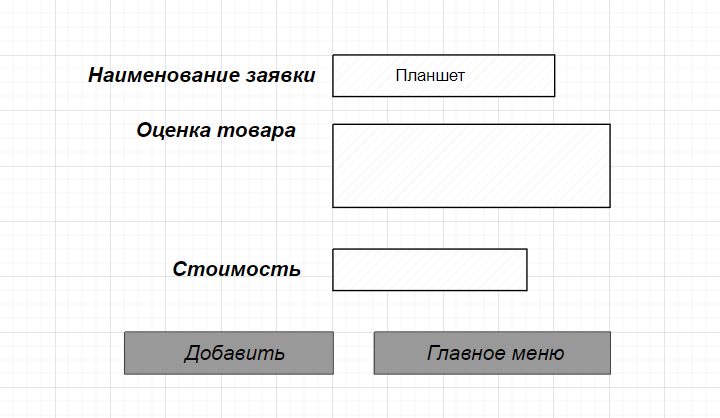 Наименование заявки Планшет
Оценка товара
Стоимость
Добавить Главное меню